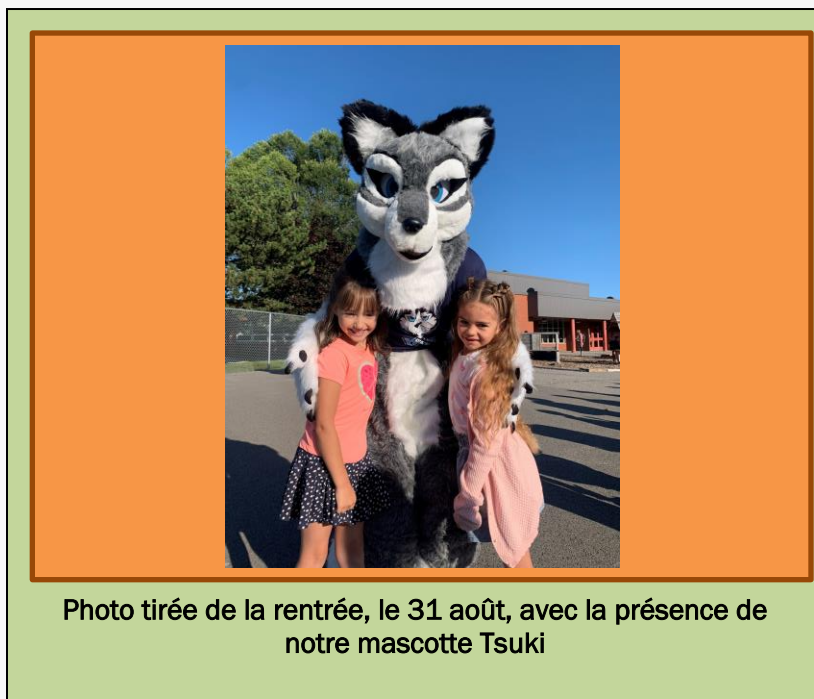 Photo tirée de la rentrée, le 31 août, avec la présence de
notre mascotte Tsuki